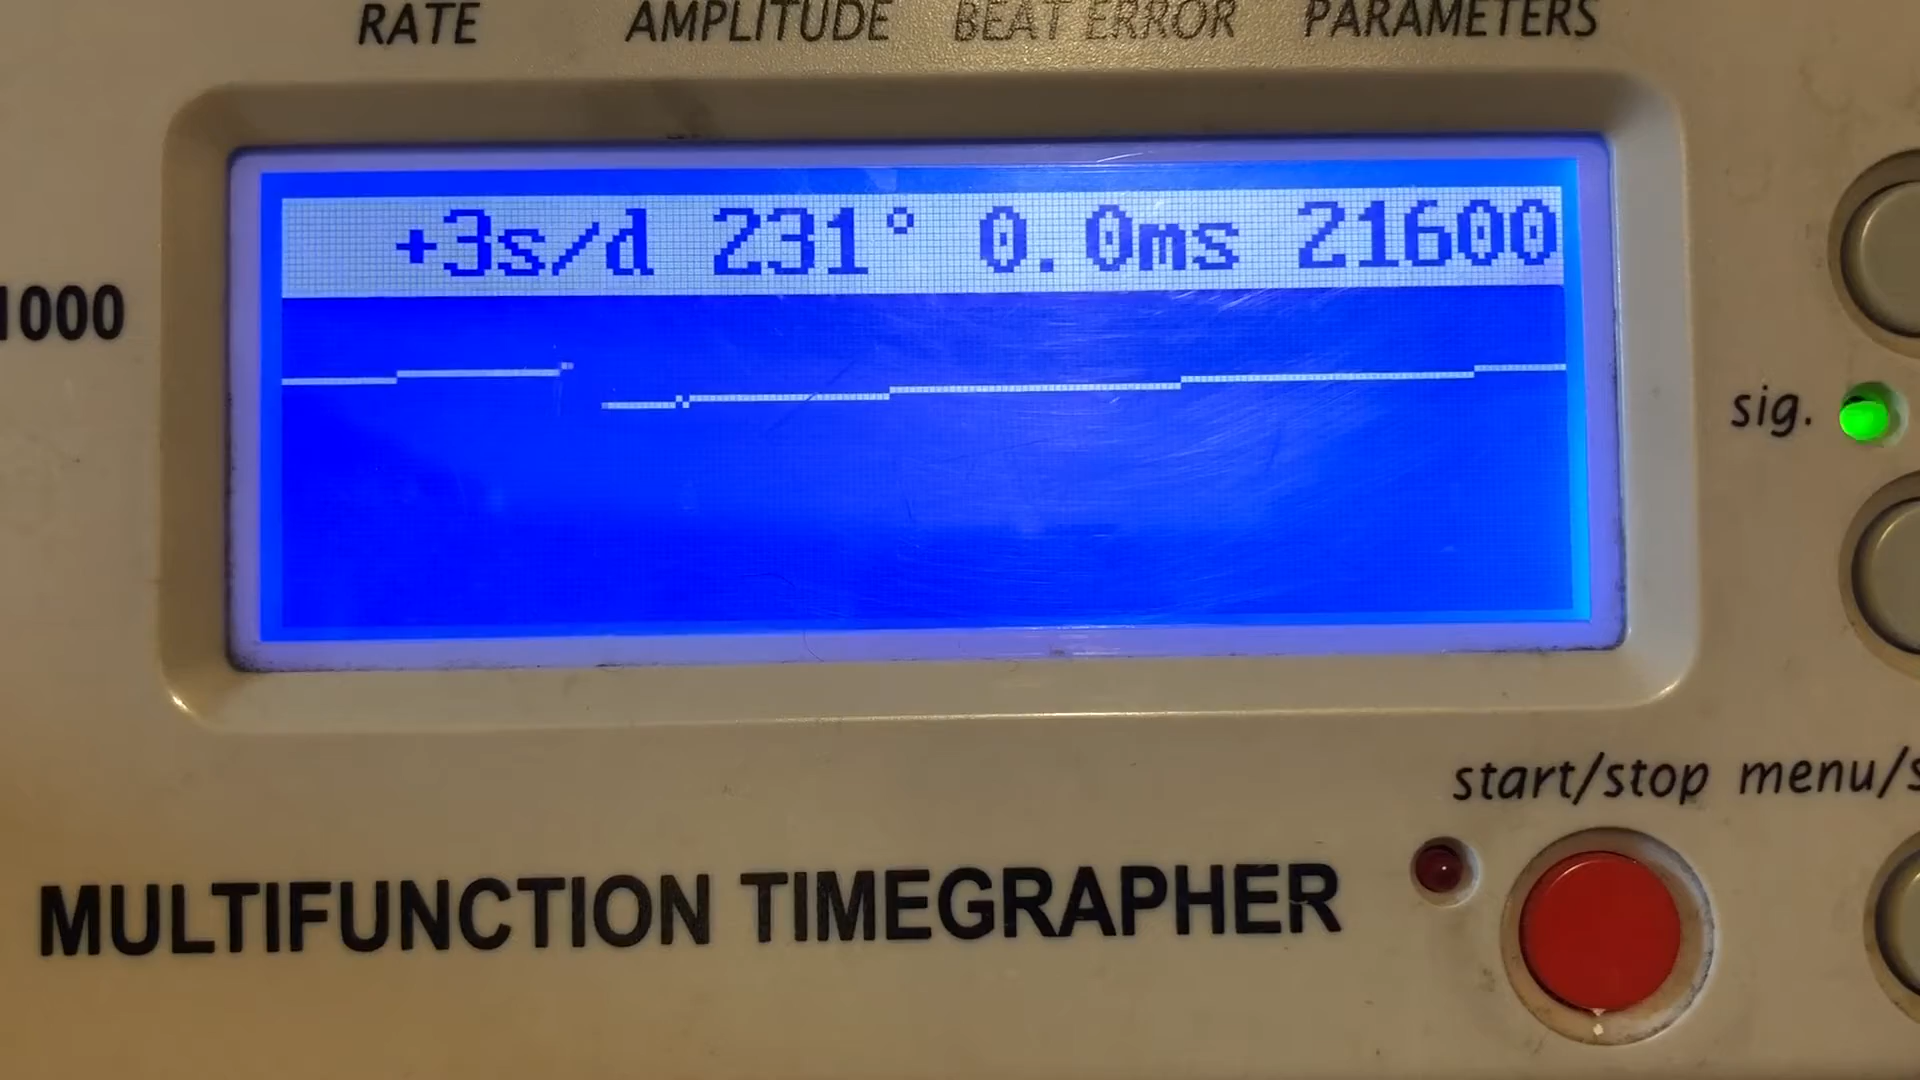 RATE AMPLITUDE BEAT ERROR PARAMETERS
+3s/d 231° 0.0ms 21600
1000
sig.
start/stop menu/s
MULTIFUNCTION TIMEGRAPHER